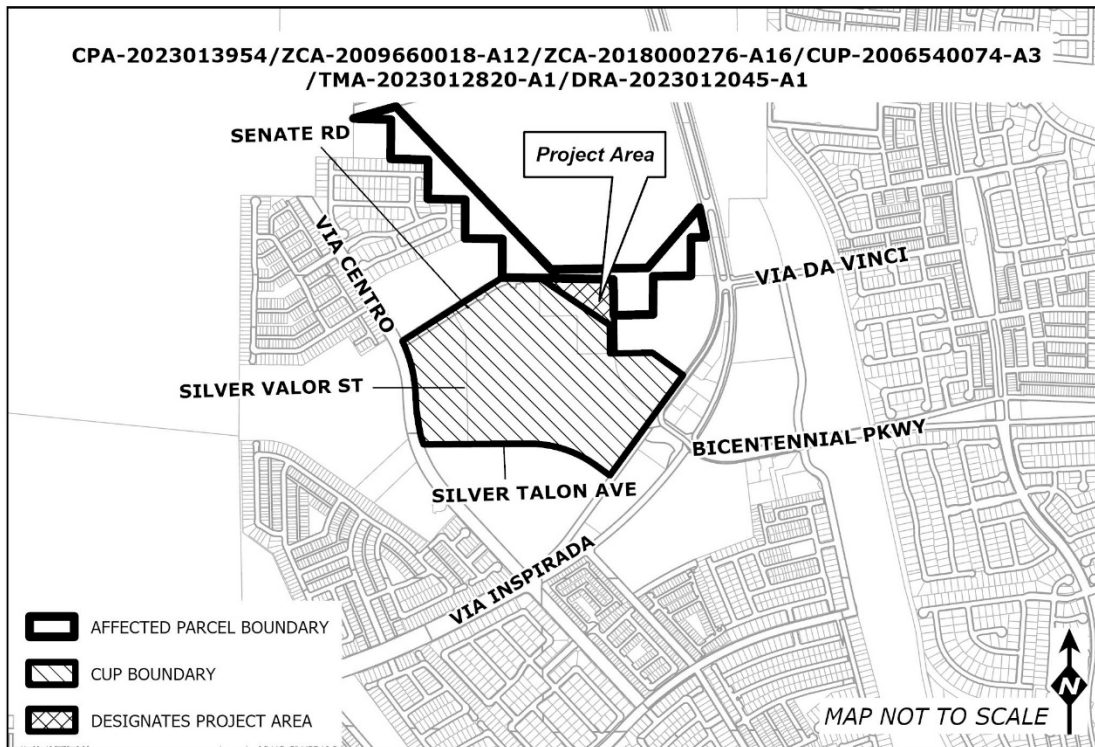 CPA-2023013954/ZCA-2009660018-A12/ZCA-2018000276-A16/CUP-2006540074-A3
/TMA-2023012820-A1/DRA-2023012045-A1
SENATE RD
Project Area
VIA CENTRO
VIA DA VINCI
SILVER VALOR ST
BICENTENNIAL PKWY
SILVER TALON AVE
VIA INSPIRADA
AFFECTED PARCEL BOUNDARY
CUP BOUNDARY
DESIGNATES PROJECT AREA
N
MAP NOT TO SCALE